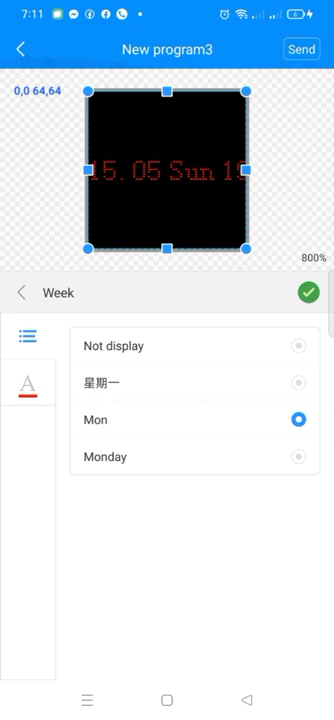 7:11
New program3
Send
0,0 64,64
15. 05 Sun 19
800%
Week
Not display
星期一
A
Mon
Monday